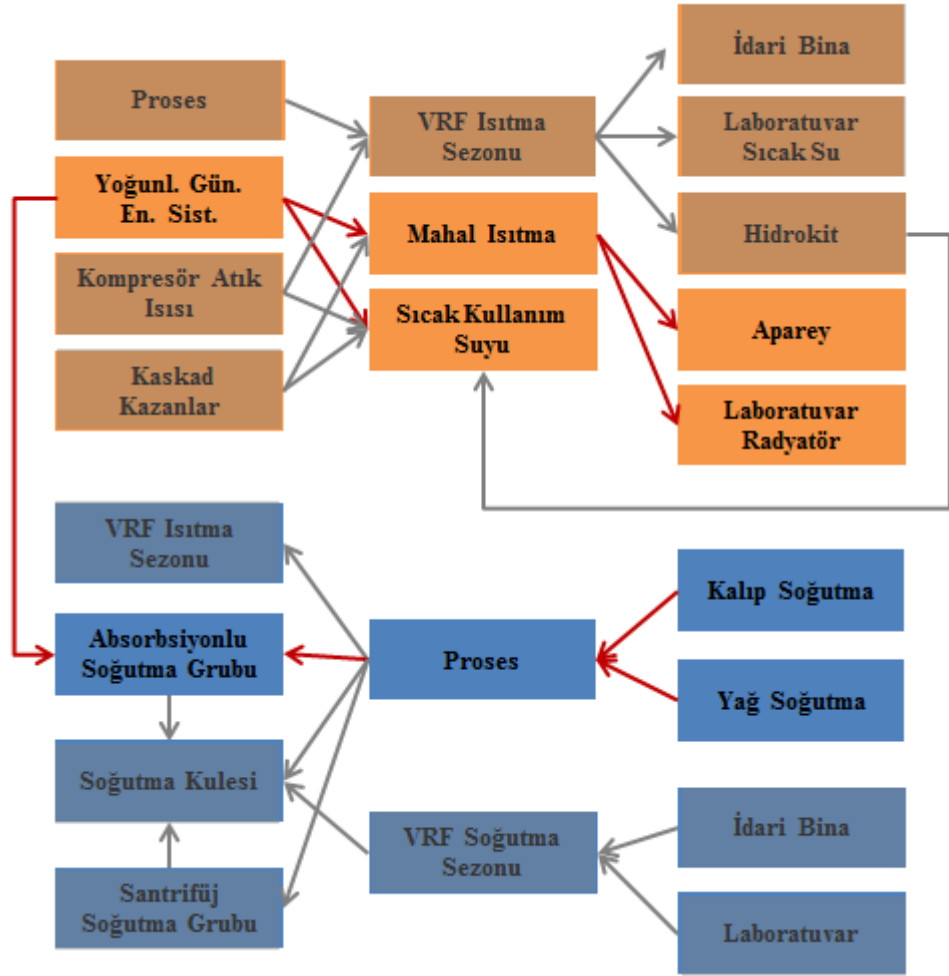 Proses
Yoğunl. Gün.
En. Sist.
Kompresör Atık
Isısı
Kaskad
Kazanlar
VRF Isıtma
Sezonu
Mahal Isıtma
Sıcak Kullanım
Suyu
İdari Bina
Laboratuvar
Sıcak Su
Hidrokit
Aparey
Laboratuvar
Radyatör
VRF Isıtma
Sezonu
Absorbsiyonlu
Soğutma Grubu
Soğutma Kulesi
Santrifüj
Soğutma Grubu
Proses
VRF Soğutma
Sezonu
Kalıp Soğutma
Yağ Soğutma
İdari Bina
Laboratuvar